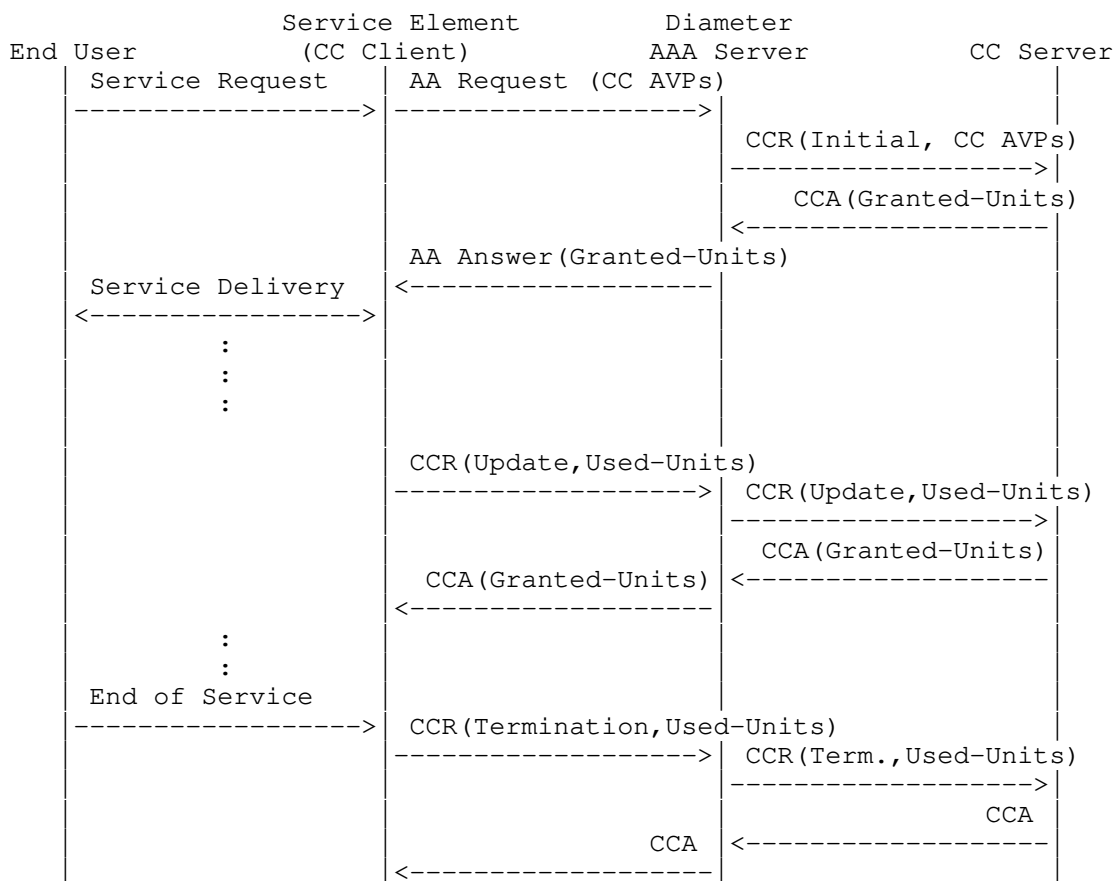 Service Element Diameter
End User (CC Client) AAA Server CC Server
Service Request AA Request (CC AVPs)
CCR(Initial, CC AVPs)
CCA(Granted-Units)
AA Answer(Granted-Units)
Service Delivery
:
:
:
CCR(Update,Used-Units)
CCR(Update,Used-Units)
CCA(Granted-Units)
CCA(Granted-Units)
:
:
End of Service
CCR(Termination,Used-Units)
CCR(Term.,Used-Units)
CCA
CCA